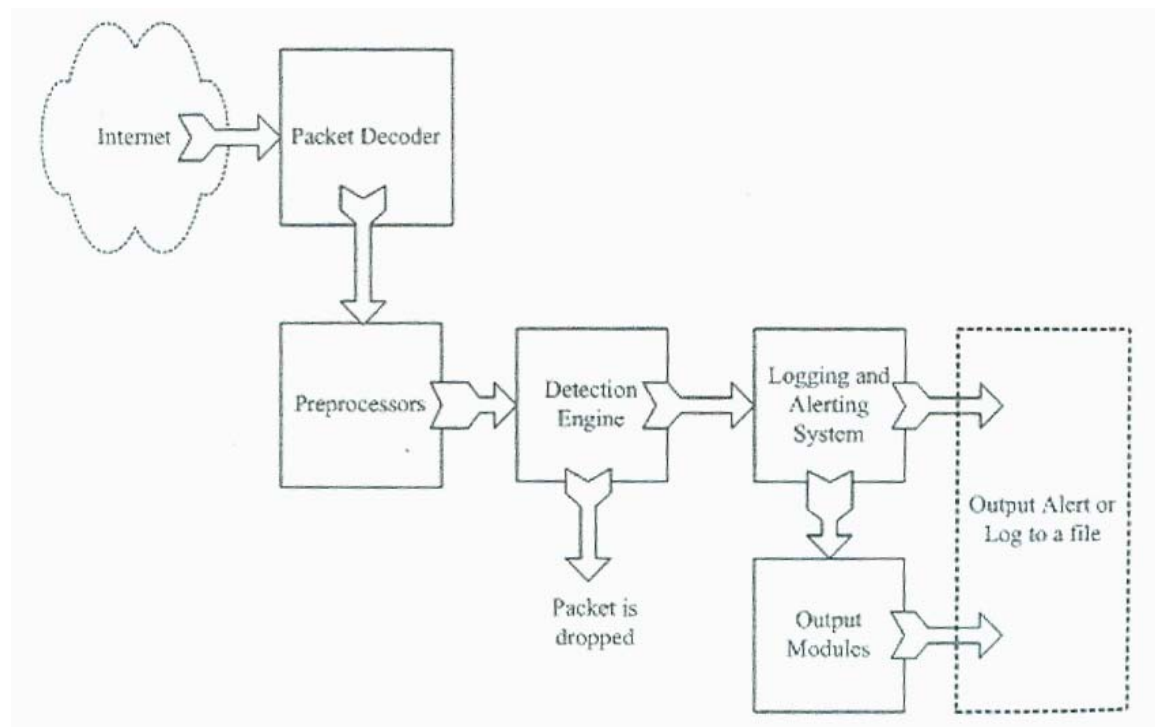 Internet
Packet Decoder
Preprocessors
Detection
Engine
Logging and
Alerting
System
Packet is
dropped
Output
Modules
Output Alert or
Log to a file